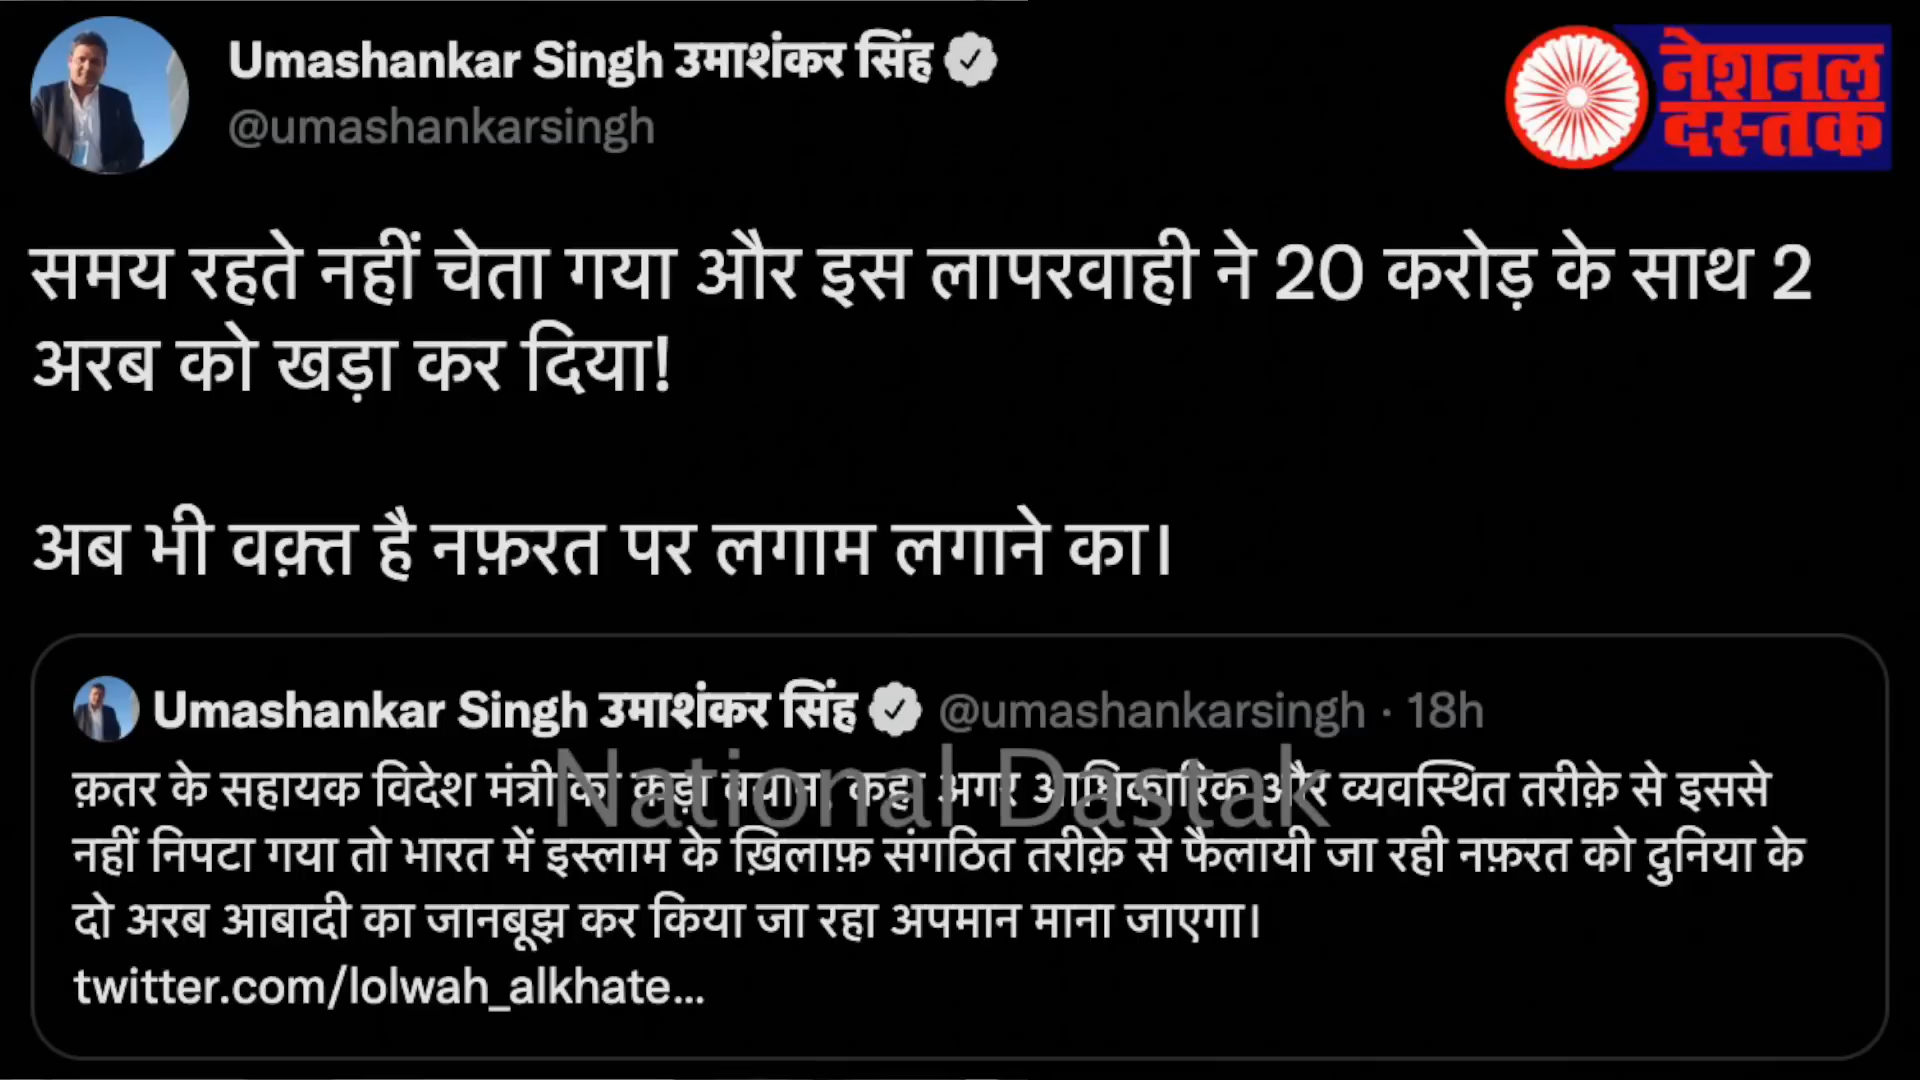 Umashankar Singh उमाशंकर सिंह
@umashankarsingh
नेशनल
दस्तक
समय रहते नहीं चेता गया और इस लापरवाही ने 20 करोड़ के साथ 2
अरब को खड़ा कर दिया!
अब भी वक़्त है नफ़रत पर लगाम लगाने का।
Umashankar Singh उमाशंकर सिंह @umashankarsingh · 18h
क़तर के सहायक विदेश मंत्री का कड़ा बयान, कहा अगर आधिकारिक और व्यवस्थित तरीक़े से इससे
National Dastak
नहीं निपटा गया तो भारत में इस्लाम के ख़िलाफ़ संगठित तरीक़े से फैलायी जा रही नफ़रत को दुनिया के
दो अरब आबादी का जानबूझ कर किया जा रहा अपमान माना जाएगा।
twitter.com/lolwah_alkhate...